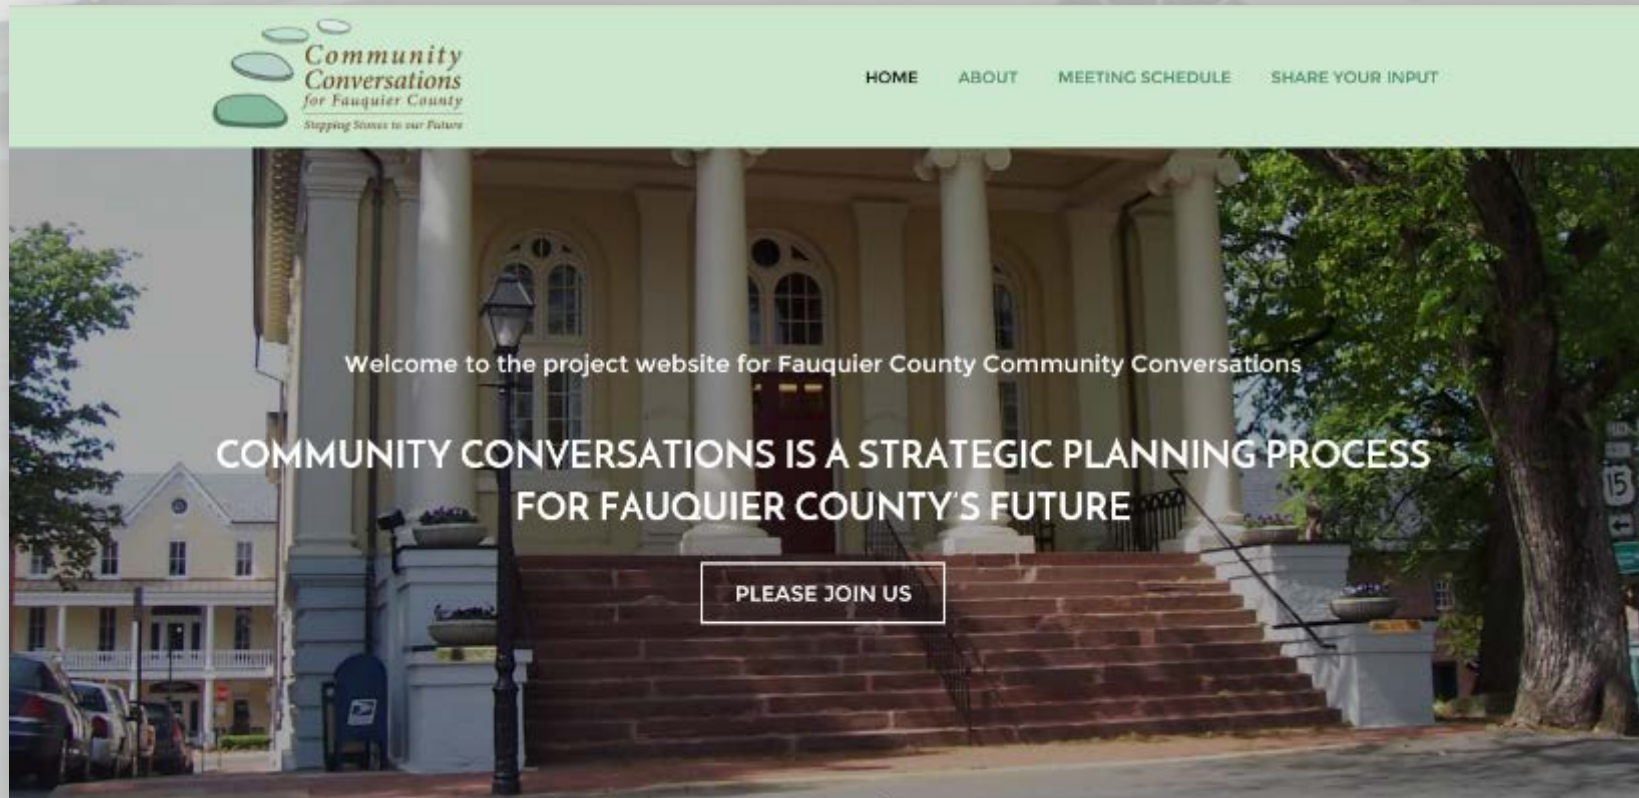 Community
Conversations
for Fauquier County
Stepping Stones to our Future
HOME
ABOUT
MEETING SCHEDULE
SHARE YOUR INPUT
Welcome to the project website for Fauquier County Community Conversations
COMMUNITY CONVERSATIONS IS A STRATEGIC PLANNING PROCESS
FOR FAUQUIER COUNTY'S FUTURE
PLEASE JOIN US
15